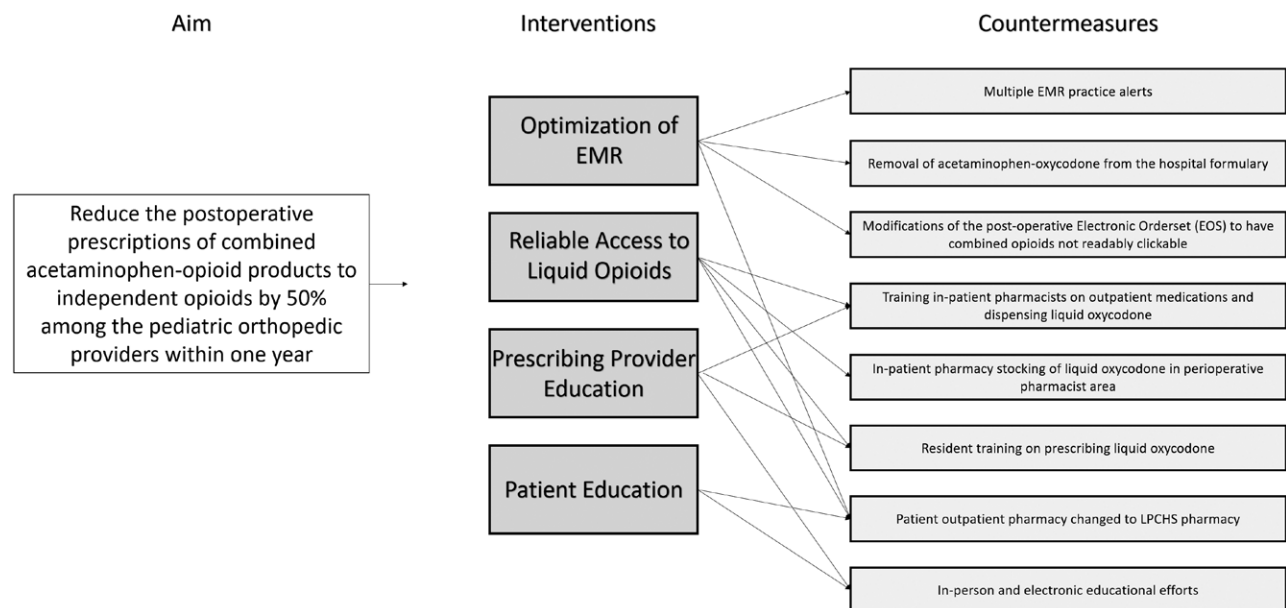 Aim
Interventions
Countermeasures
Reduce the postoperative
prescriptions of combined
acetaminophen-opioid products to
independent opioids by 50%
among the pediatric orthopedic
providers within one year
Optimization of
EMR
Reliable Access to
Liquid Opioids
Prescribing Provider
Education
Patient Education
Multiple EMR practice alerts
Removal of acetaminophen-oxycodone from the hospital formulary
Modifications of the post-operative Electronic Orderset (EOS) to have
combined opioids not readably clickable
Training in-patient pharmacists on outpatient medications and
dispensing liquid oxycodone
In-patient pharmacy stocking of liquid oxycodone in perioperative
pharmacist area
Resident training on prescribing liquid oxycodone
Patient outpatient pharmacy changed to LPCHS pharmacy
In-person and electronic educational efforts